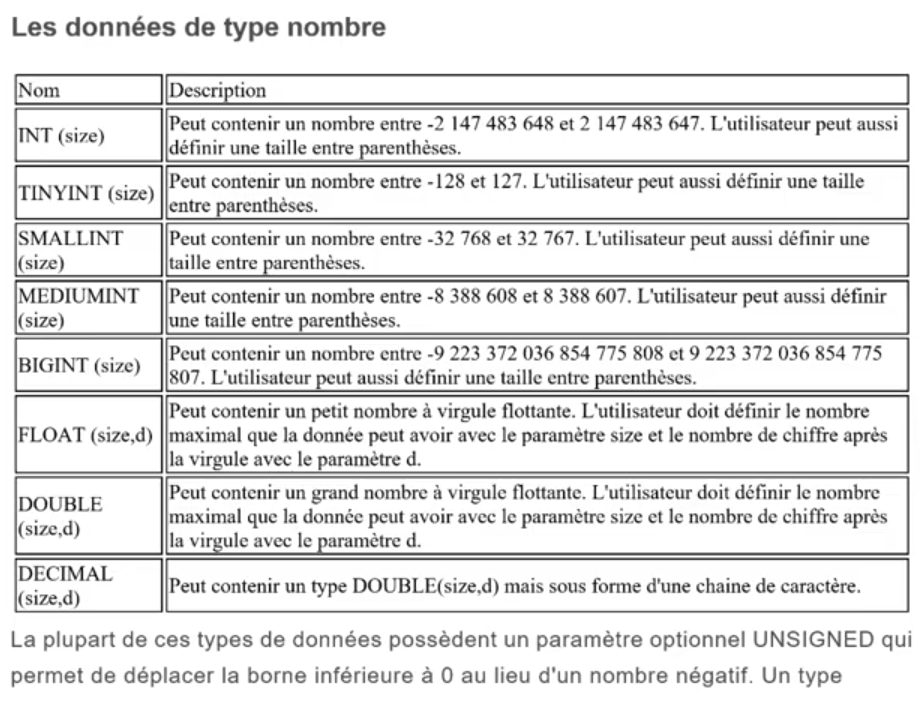 Les données de type nombre
Nom Description
INT (size) Peut contenir un nombre entre -2 147 483 648 et 2 147 483 647. L'utilisateur peut aussi
définir une taille entre parenthèses.
TINYINT (size) Peut contenir un nombre entre -128 et 127. L'utilisateur peut aussi définir une taille
entre parenthèses.
SMALLINT
(size)
Peut contenir un nombre entre -32 768 et 32 767. L'utilisateur peut aussi définir une
taille entre parenthèses.
MEDIUMINT
(size)
Peut contenir un nombre entre -8 388 608 et 8 388 607. L'utilisateur peut aussi définir
une taille entre parenthèses.
BIGINT (size) Peut contenir un nombre entre -9 223 372 036 854 775 808 et 9 223 372 036 854 775
807. L'utilisateur peut aussi définir une taille entre parenthèses.
FLOAT (size,d)
Peut contenir un petit nombre à virgule flottante. L'utilisateur doit définir le nombre
maximal que la donnée peut avoir avec le paramètre size et le nombre de chiffre après
la virgule avec le paramètre d.
DOUBLE
(size,d)
Peut contenir un grand nombre à virgule flottante. L'utilisateur doit définir le nombre
maximal que la donnée peut avoir avec le paramètre size et le nombre de chiffre après
la virgule avec le paramètre d.
DECIMAL
(size,d)
Peut contenir un type DOUBLE(size,d) mais sous forme d'une chaine de caractère.
La plupart de ces types de données possèdent un paramètre optionnel UNSIGNED qui
permet de déplacer la borne inférieure à 0 au lieu d'un nombre négatif. Un type